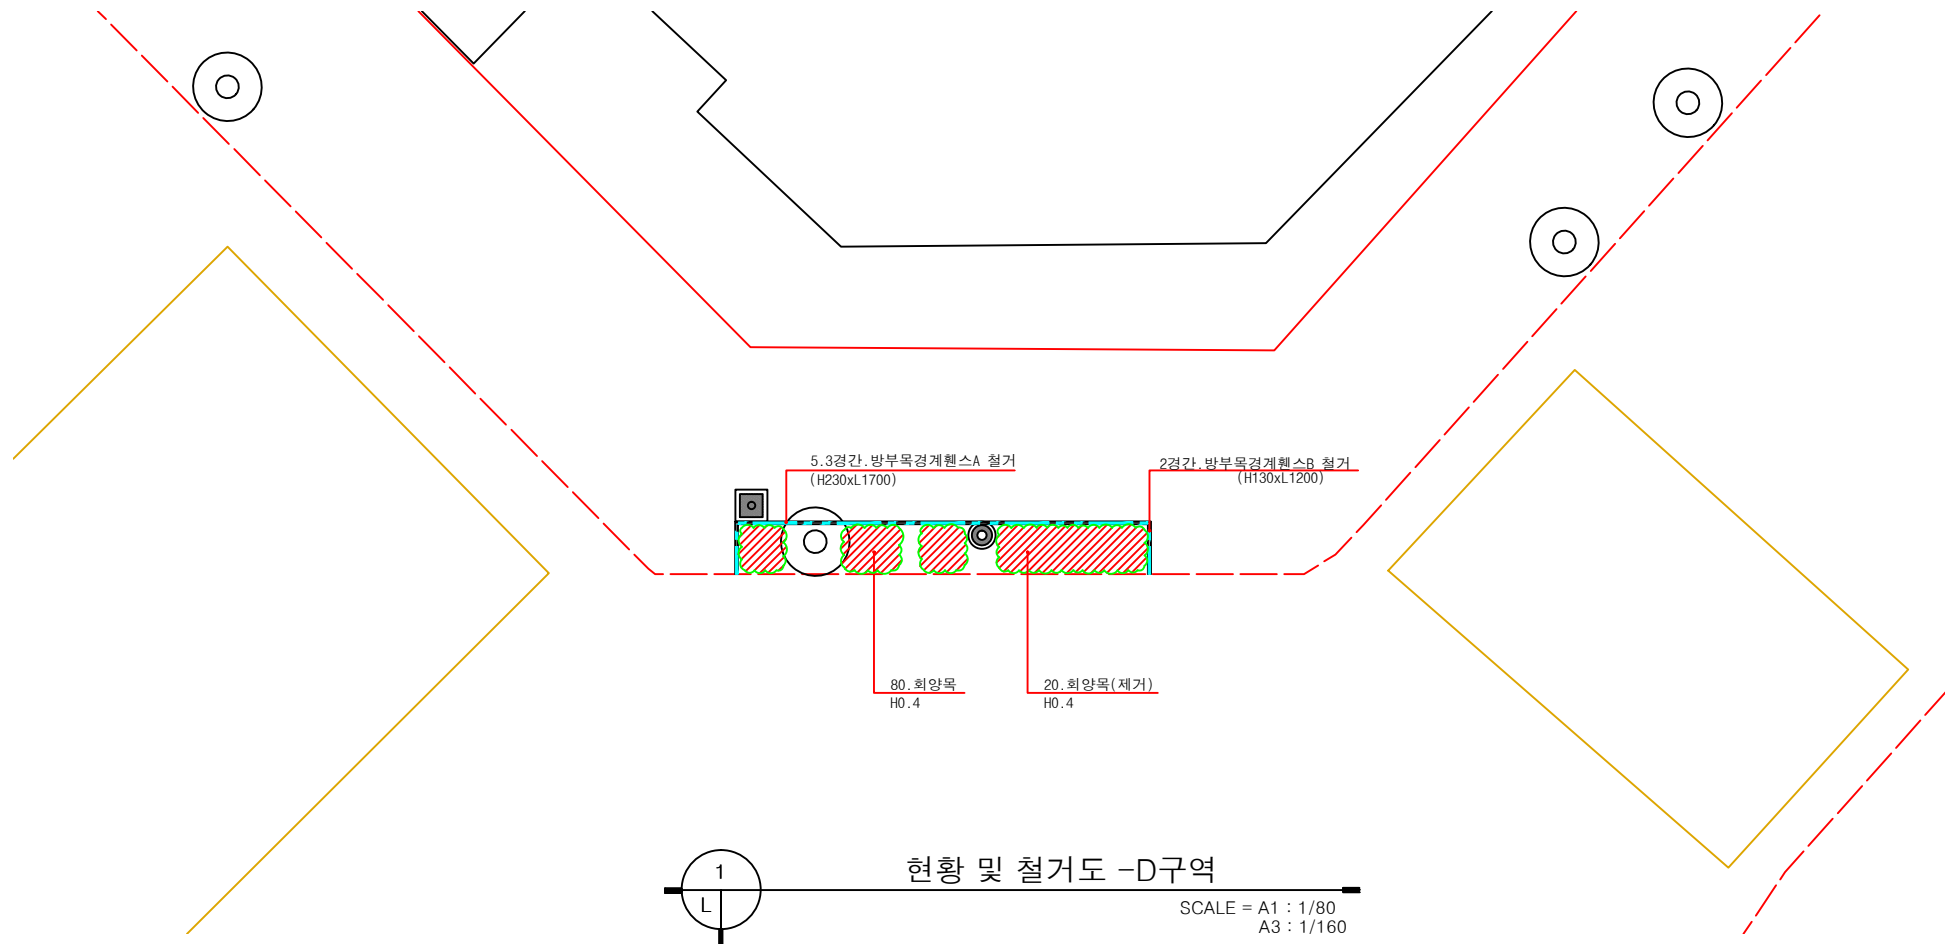 5.3경간.방부목경계휀스A 철거
(H230xL1700)
2경간.방부목경계휀스B 철거
(H130xL1200)
80.회양목
H0.4
20.회양목(제거)
H0.4
1
L
현황 및 철거도 -D구역
SCALE = A1 : 1/80
A3 : 1/160